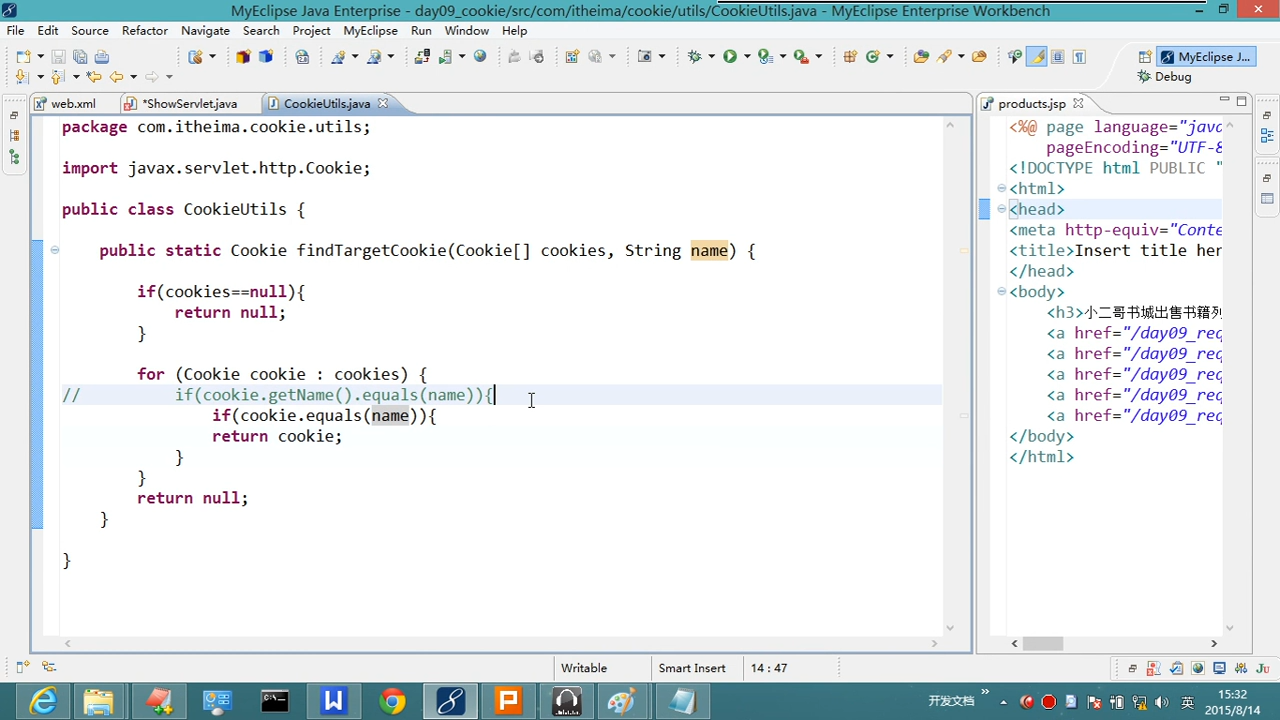 MyEclipse Java Enterprise - day09_cookie/src/com/itheima/cookie/utils/CookieUtils.java - MyEclipse Enterprise Workbench
File Edit Source Refactor Navigate Search Project MyEclipse Run Window Help
MyEclipse J...
Debug
web.xml *ShowServlet.java CookieUtils.java
package com.itheima.cookie.utils;
import javax.servlet.http.Cookie;
public class CookieUtils {
public static Cookie findTargetCookie(Cookie[] cookies, String name) {
if(cookies==null){
return null;
}
for (Cookie cookie : cookies) {
// if(cookie.getName().equals(name)){
if(cookie.equals(name)){
return cookie;
}
}
return null;
}
}
products.jsp
<%@ page language="java
pageEncoding="UTF-8
<!DOCTYPE html PUBLIC "
<html>
<head>
<meta http-equiv="Conte
<title>Insert title her
</head>
<body>
<h3>小二哥书城出售书籍列
<a href="/day09_req
<a href="/day09_req
<a href="/day09_req
<a href="/day09_req
<a href="/day09_req
</body>
</html>
Writable Smart Insert 14 : 47
开发文档 » 英 15:32
2015/8/14